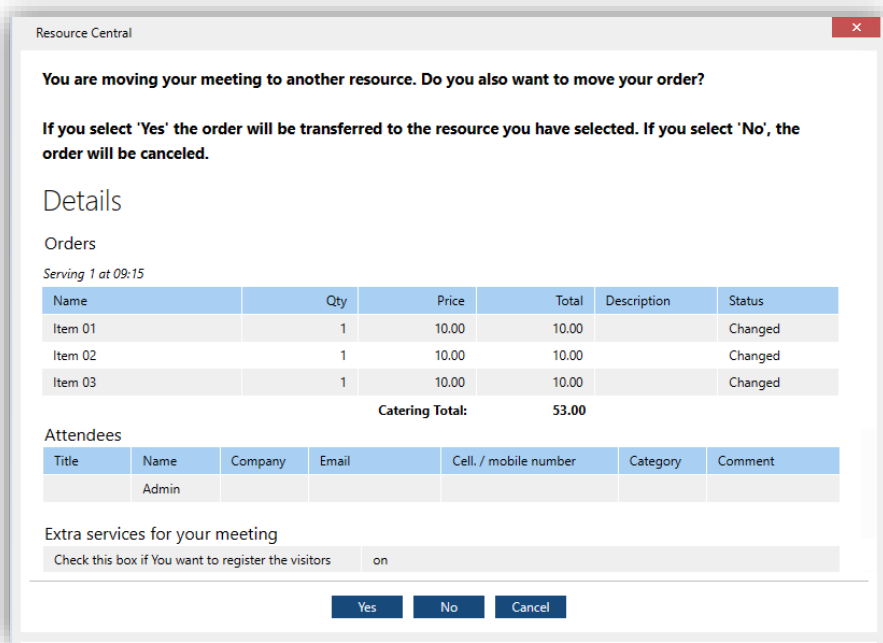 Resource Central
You are moving your meeting to another resource. Do you also want to move your order?
If you select 'Yes' the order will be transferred to the resource you have selected. If you select 'No', the
order will be canceled.
Details
Orders
Serving 1 at 09:15
Name Qty Price Total Description Status
Item 01 1 10.00 10.00 Changed
Item 02 1 10.00 10.00 Changed
Item 03 1 10.00 10.00 Changed
Catering Total: 53.00
Attendees
Title Name Company Email Cell. / mobile number Category Comment
Admin
Extra services for your meeting
Check this box if You want to register the visitors on
Yes No Cancel